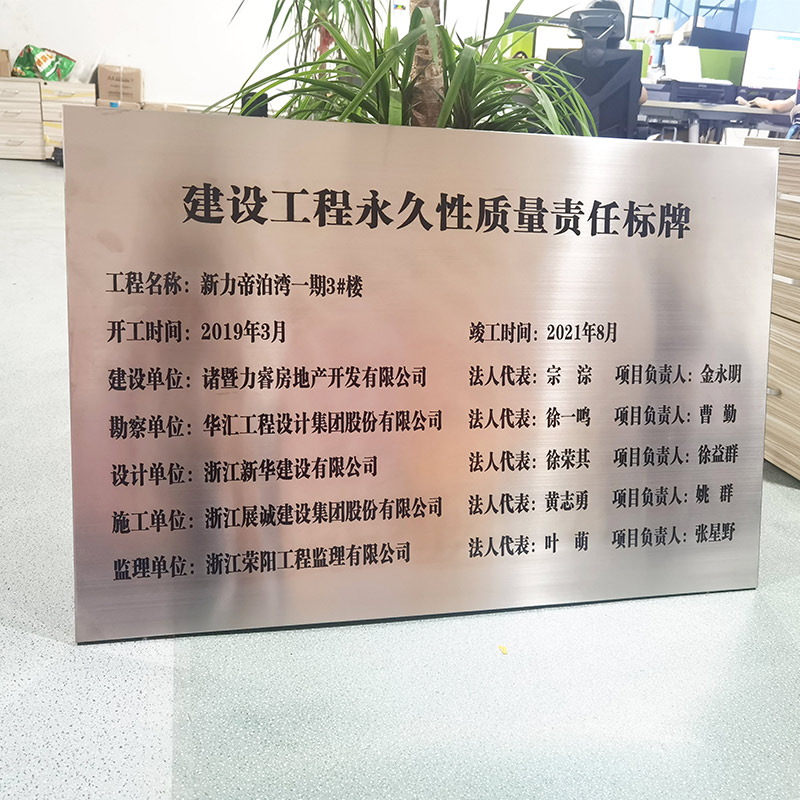 建设工程永久性质量责任标牌
工程名称：新力帝泊湾一期3#楼
开工时间：2019年3月 竣工时间：2021年8月
建设单位：诸暨力睿房地产开发有限公司 法人代表：宗 淙 项目负责人：金永明
勘察单位：华汇工程设计集团股份有限公司 法人代表：徐一鸣 项目负责人：曹 勤
设计单位：浙江新华建设有限公司 法人代表：徐荣其 项目负责人：徐益群
施工单位：浙江展诚建设集团股份有限公司 法人代表：黄志勇 项目负责人：姚 群
监理单位：浙江荣阳工程监理有限公司 法人代表：叶 萌 项目负责人：张星野